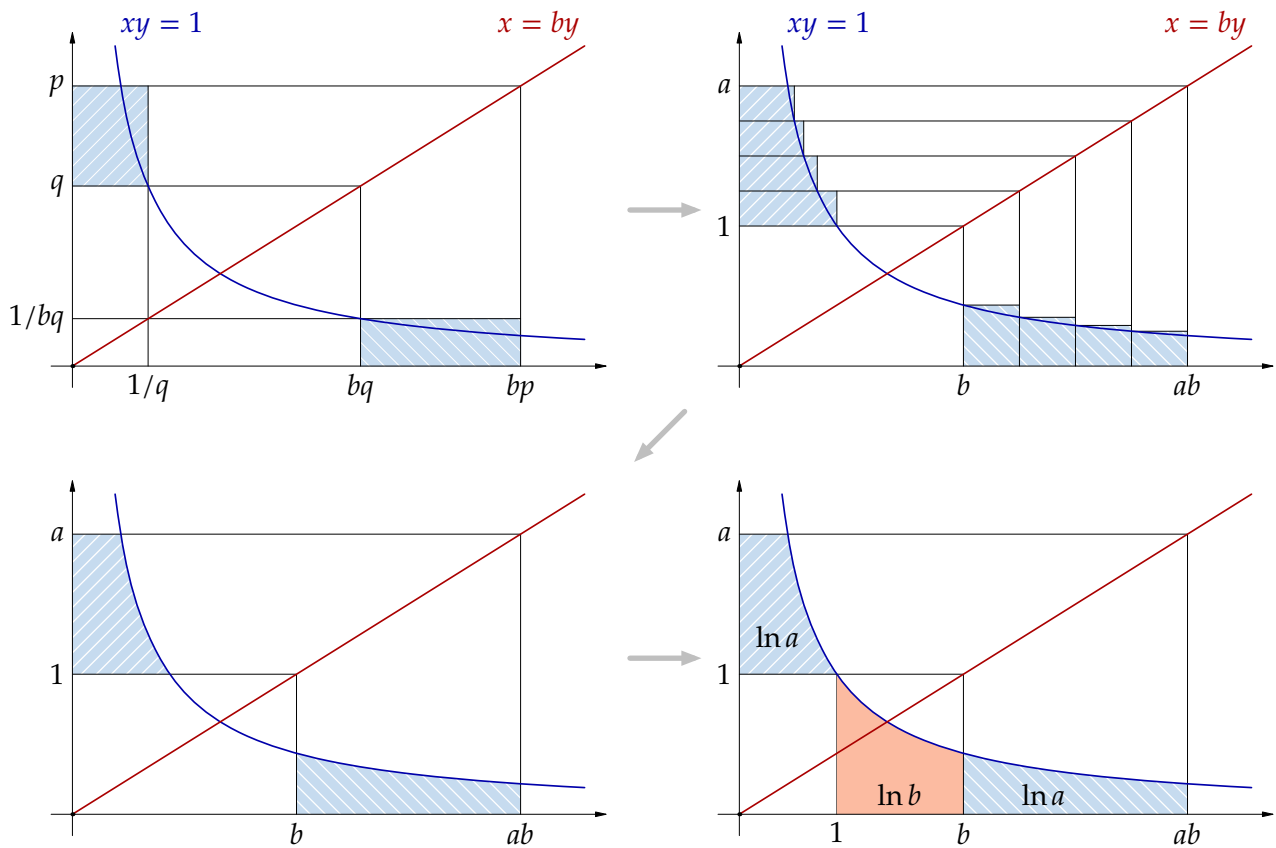 xy = 1
x = by
p
q
1/bq
1/q
bq
bp
xy = 1
x = by
a
1
b
ab
a
1
b
ab
a
1
ln a
ln b
ln a
1
b
ab